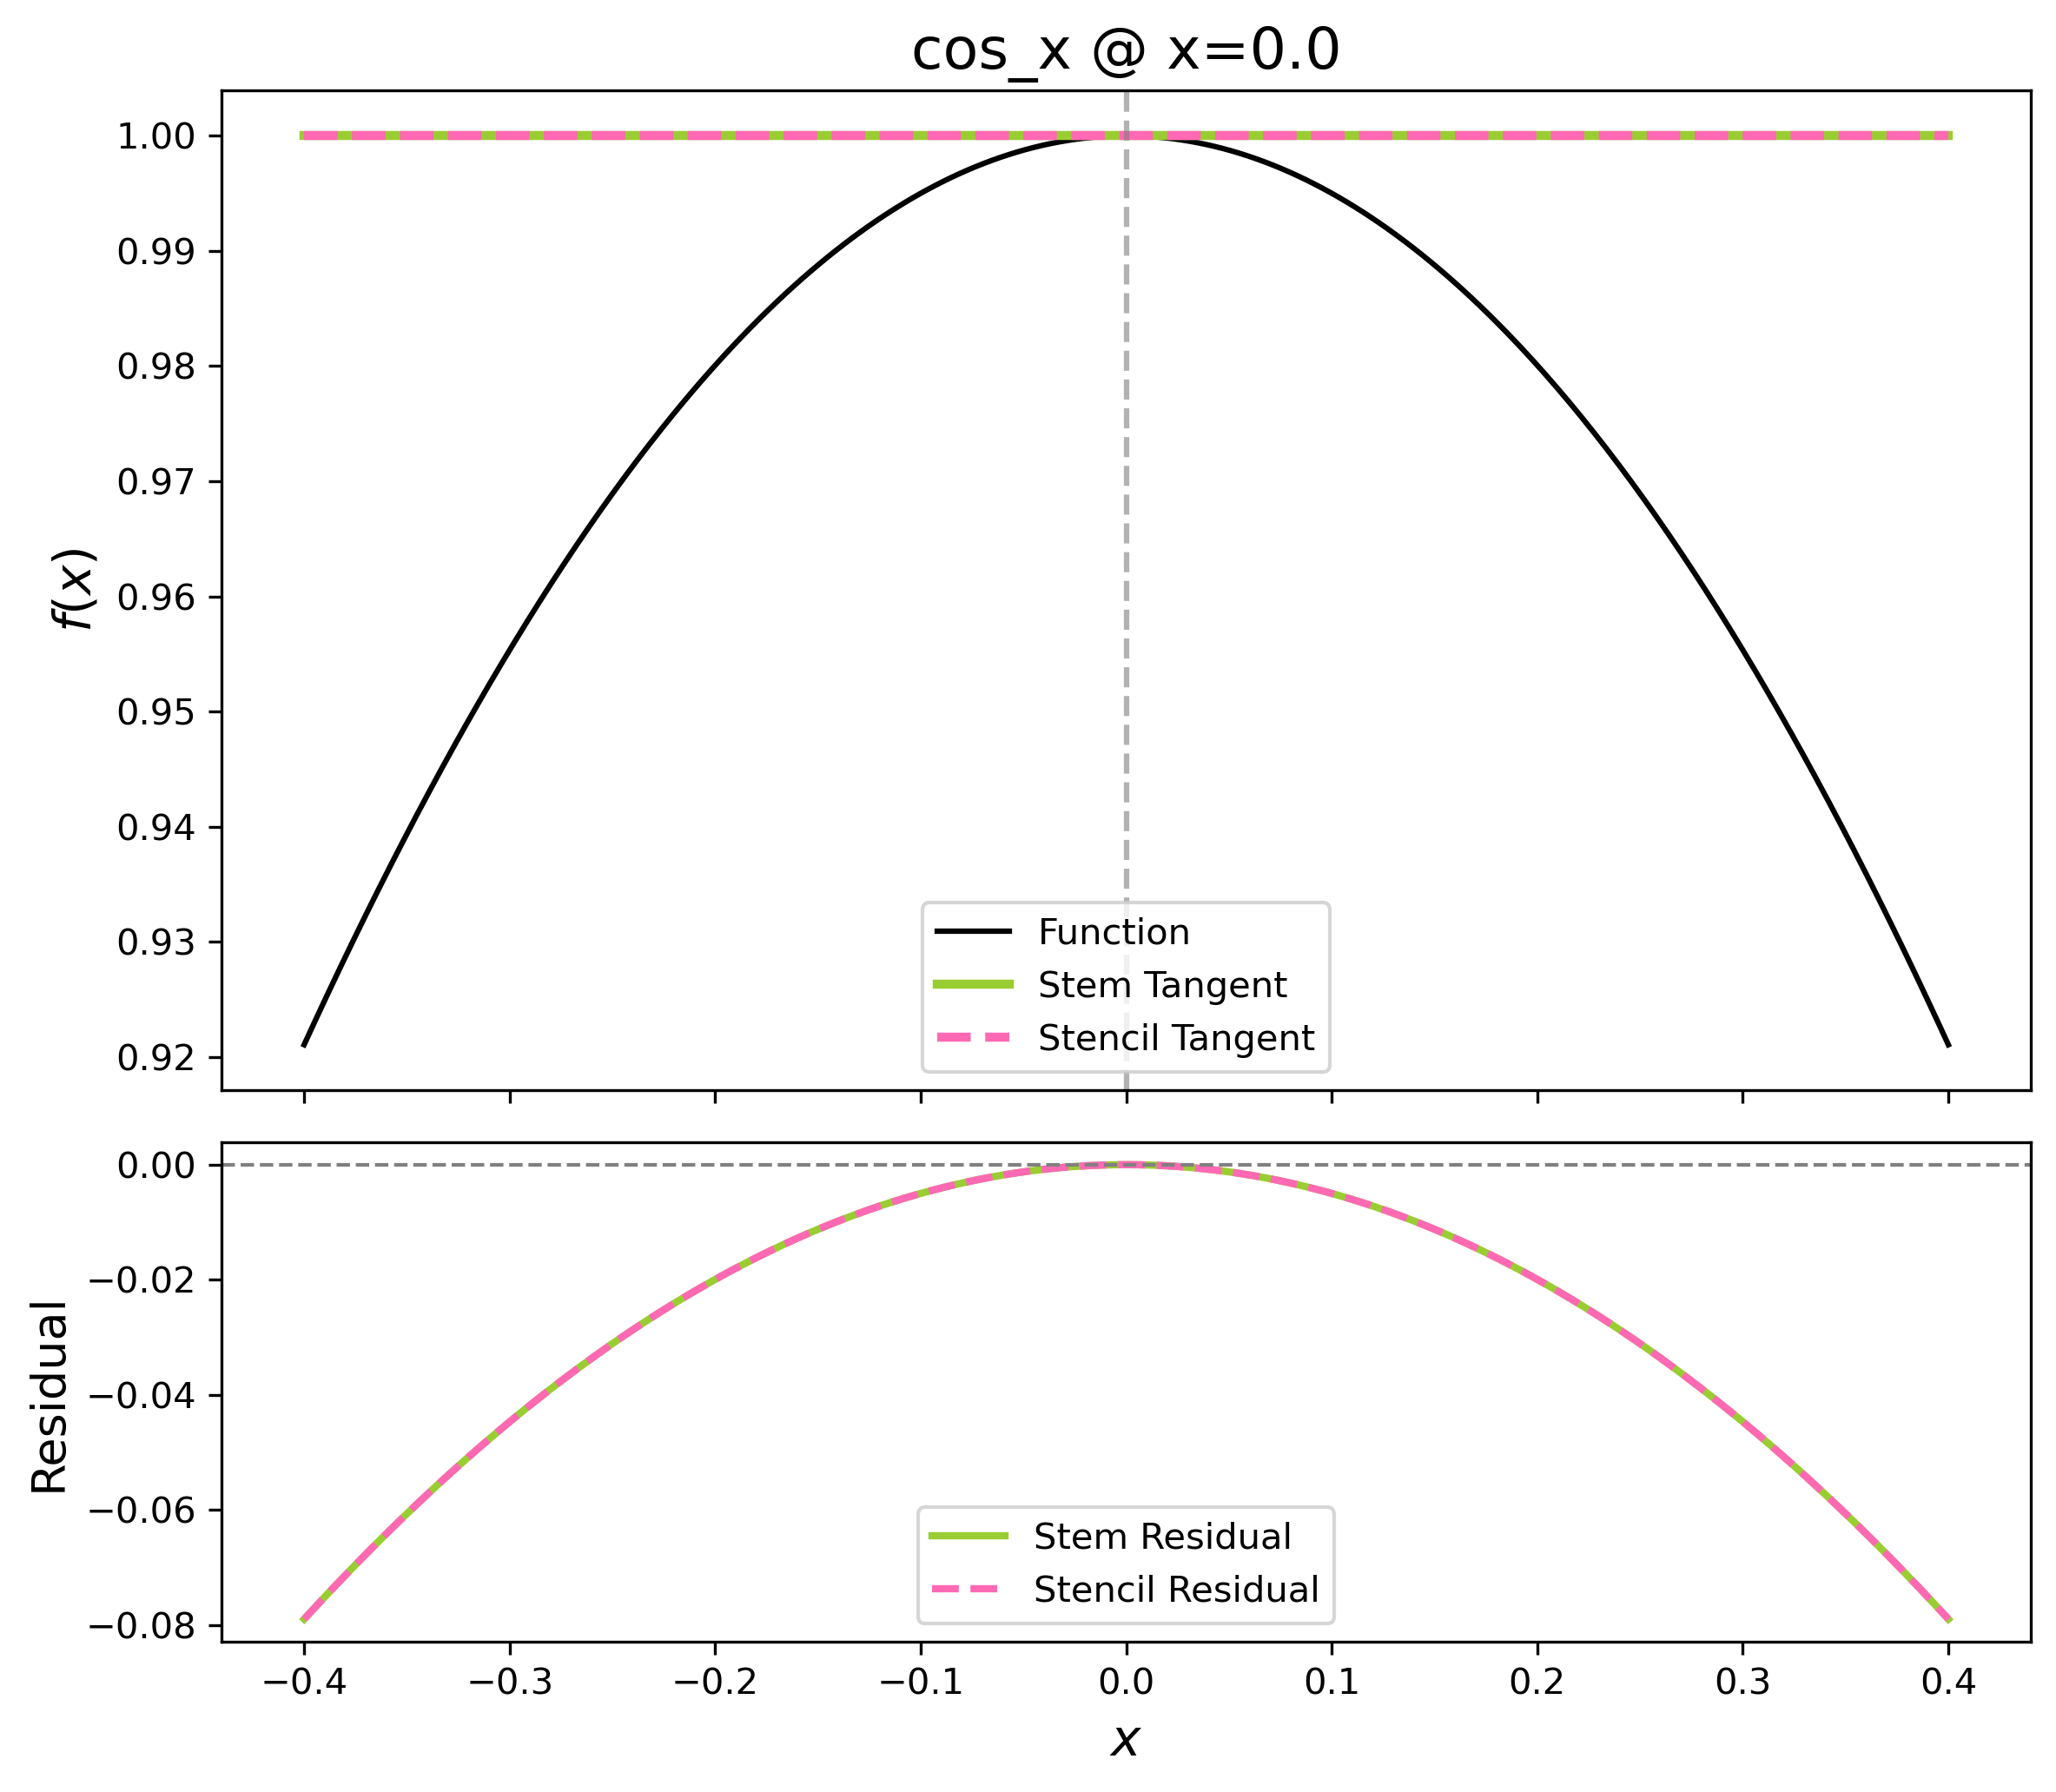 cos_x @ x=0.0
1.00
0.99
0.98
0.97
0.96
0.95
0.94
0.93
0.92
f(x)
Function
Stem Tangent
Stencil Tangent
0.00
−0.02
−0.04
−0.06
−0.08
Residual
Stem Residual
Stencil Residual
−0.4 −0.3 −0.2 −0.1 0.0 0.1 0.2 0.3 0.4
x